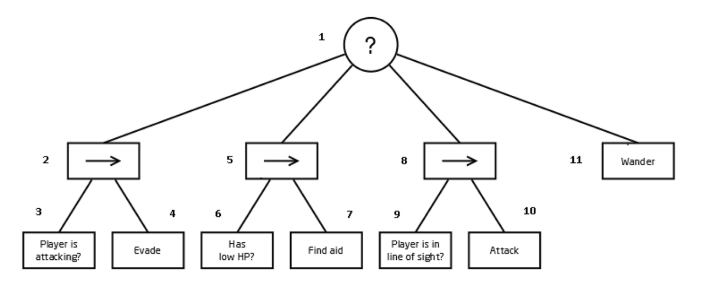 1
?
2
5
8
11
Wander
3
4
6
7
9
10
Player is
attacking?
Evade
Has
low HP?
Find aid
Player is in
line of sight?
Attack